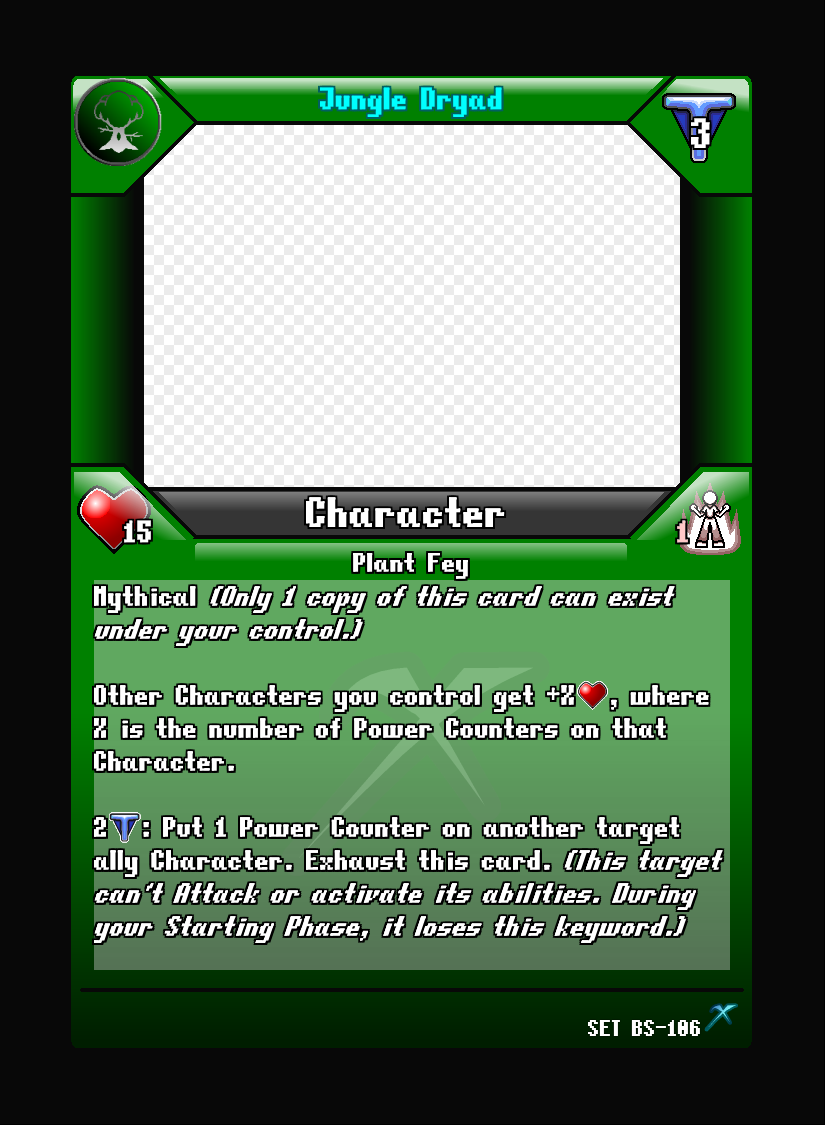 Jungle Dryad
3
15
Character
1
Plant Fey
Mythical (Only 1 copy of this card can exist
under your control.)
Other Characters you control get +X, where
X is the number of Power Counters on that
Character.
2: Put 1 Power Counter on another target
ally Character. Exhaust this card. (This target
can't Attack or activate its abilities. During
your Starting Phase, it loses this keyword.)
SET BS-106